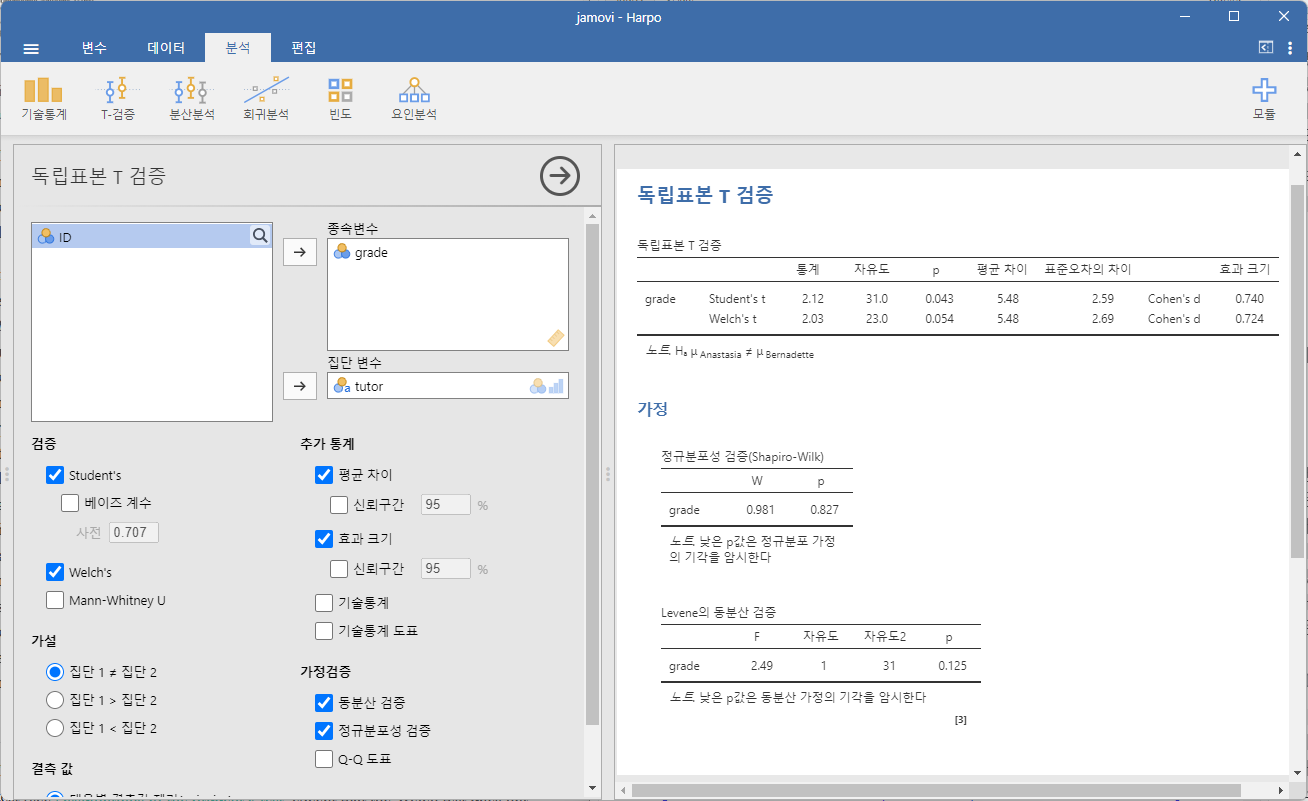 jamovi - Harpo
변수 데이터 분석 편집
기술통계 T-검증 분산분석 회귀분석 빈도 요인분석 모듈
독립표본 T 검증
ID
종속변수
grade
집단 변수
tutor
검증
Student's
베이즈 계수
사전 0.707
Welch's
Mann-Whitney U
가설
집단 1 ≠ 집단 2
집단 1 > 집단 2
집단 1 < 집단 2
결측 값
추가 통계
평균 차이
신뢰구간 95 %
효과 크기
신뢰구간 95 %
기술통계
기술통계 도표
가정검증
동분산 검증
정규분포성 검증
Q-Q 도표
독립표본 T 검증
독립표본 T 검증
통계 자유도 p 평균 차이 표준오차의 차이 효과 크기
grade Student's t 2.12 31.0 0.043 5.48 2.59 Cohen's d 0.740
Welch's t 2.03 23.0 0.054 5.48 2.69 Cohen's d 0.724
노트. Hₐ μ Anastasia ≠ μ Bernadette
가정
정규분포성 검증(Shapiro-Wilk)
W p
grade 0.981 0.827
노트. 낮은 p값은 정규분포 가정
의 기각을 암시한다
Levene의 동분산 검증
F 자유도 자유도2 p
grade 2.49 1 31 0.125
노트. 낮은 p값은 동분산 가정의 기각을 암시한다
[3]